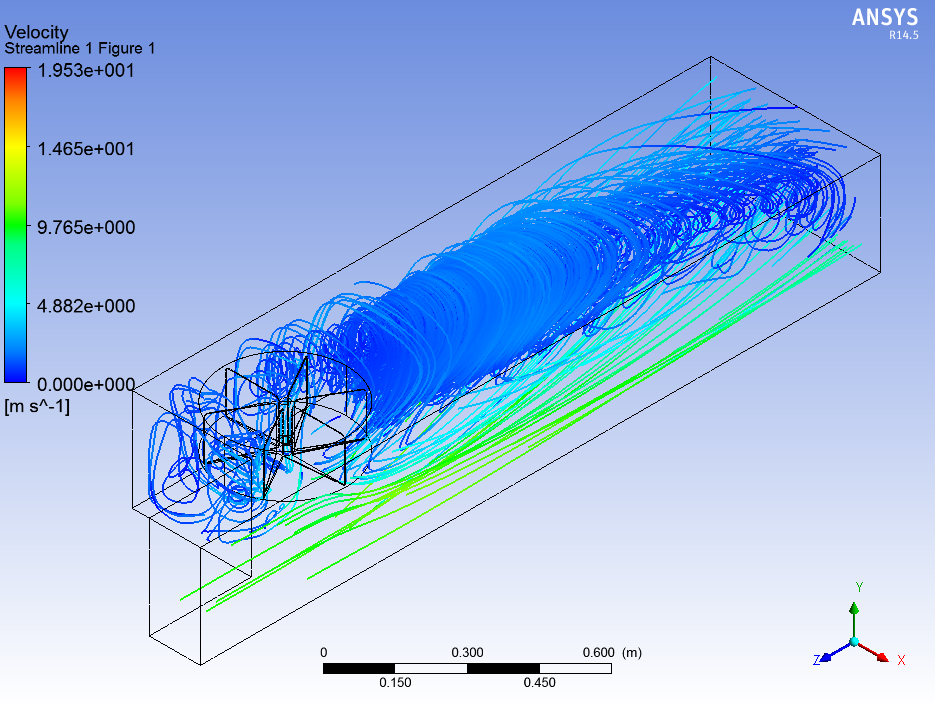 ANSYS
R14.5
Velocity
Streamline 1 Figure 1
1.953e+001
1.465e+001
9.765e+000
4.882e+000
0.000e+000
[m s^-1]
Y
Z
X
0 0.300 0.600 (m)
0.150 0.450